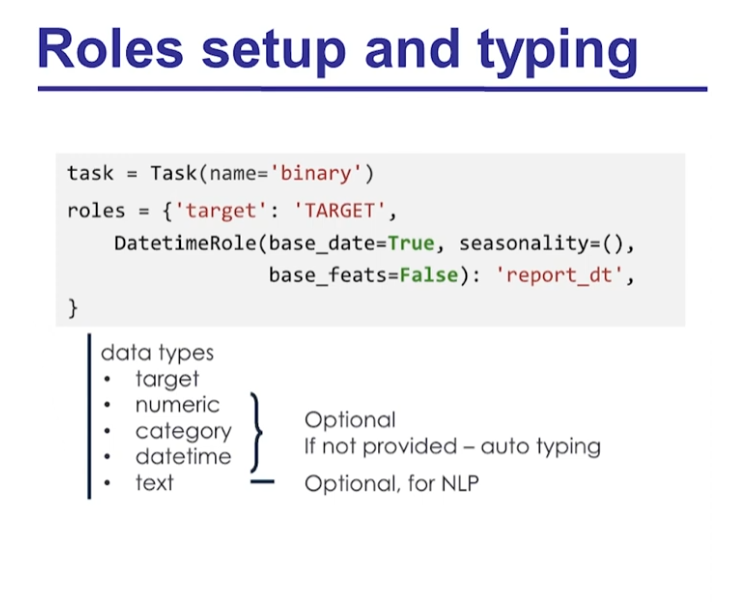 Roles setup and typing
task = Task(name='binary')
roles = {'target': 'TARGET',
DatetimeRole(base_date=True, seasonality=(),
base_feats=False): 'report_dt',
}
data types
• target
• numeric
• category
• datetime
• text
Optional
If not provided – auto typing
Optional, for NLP